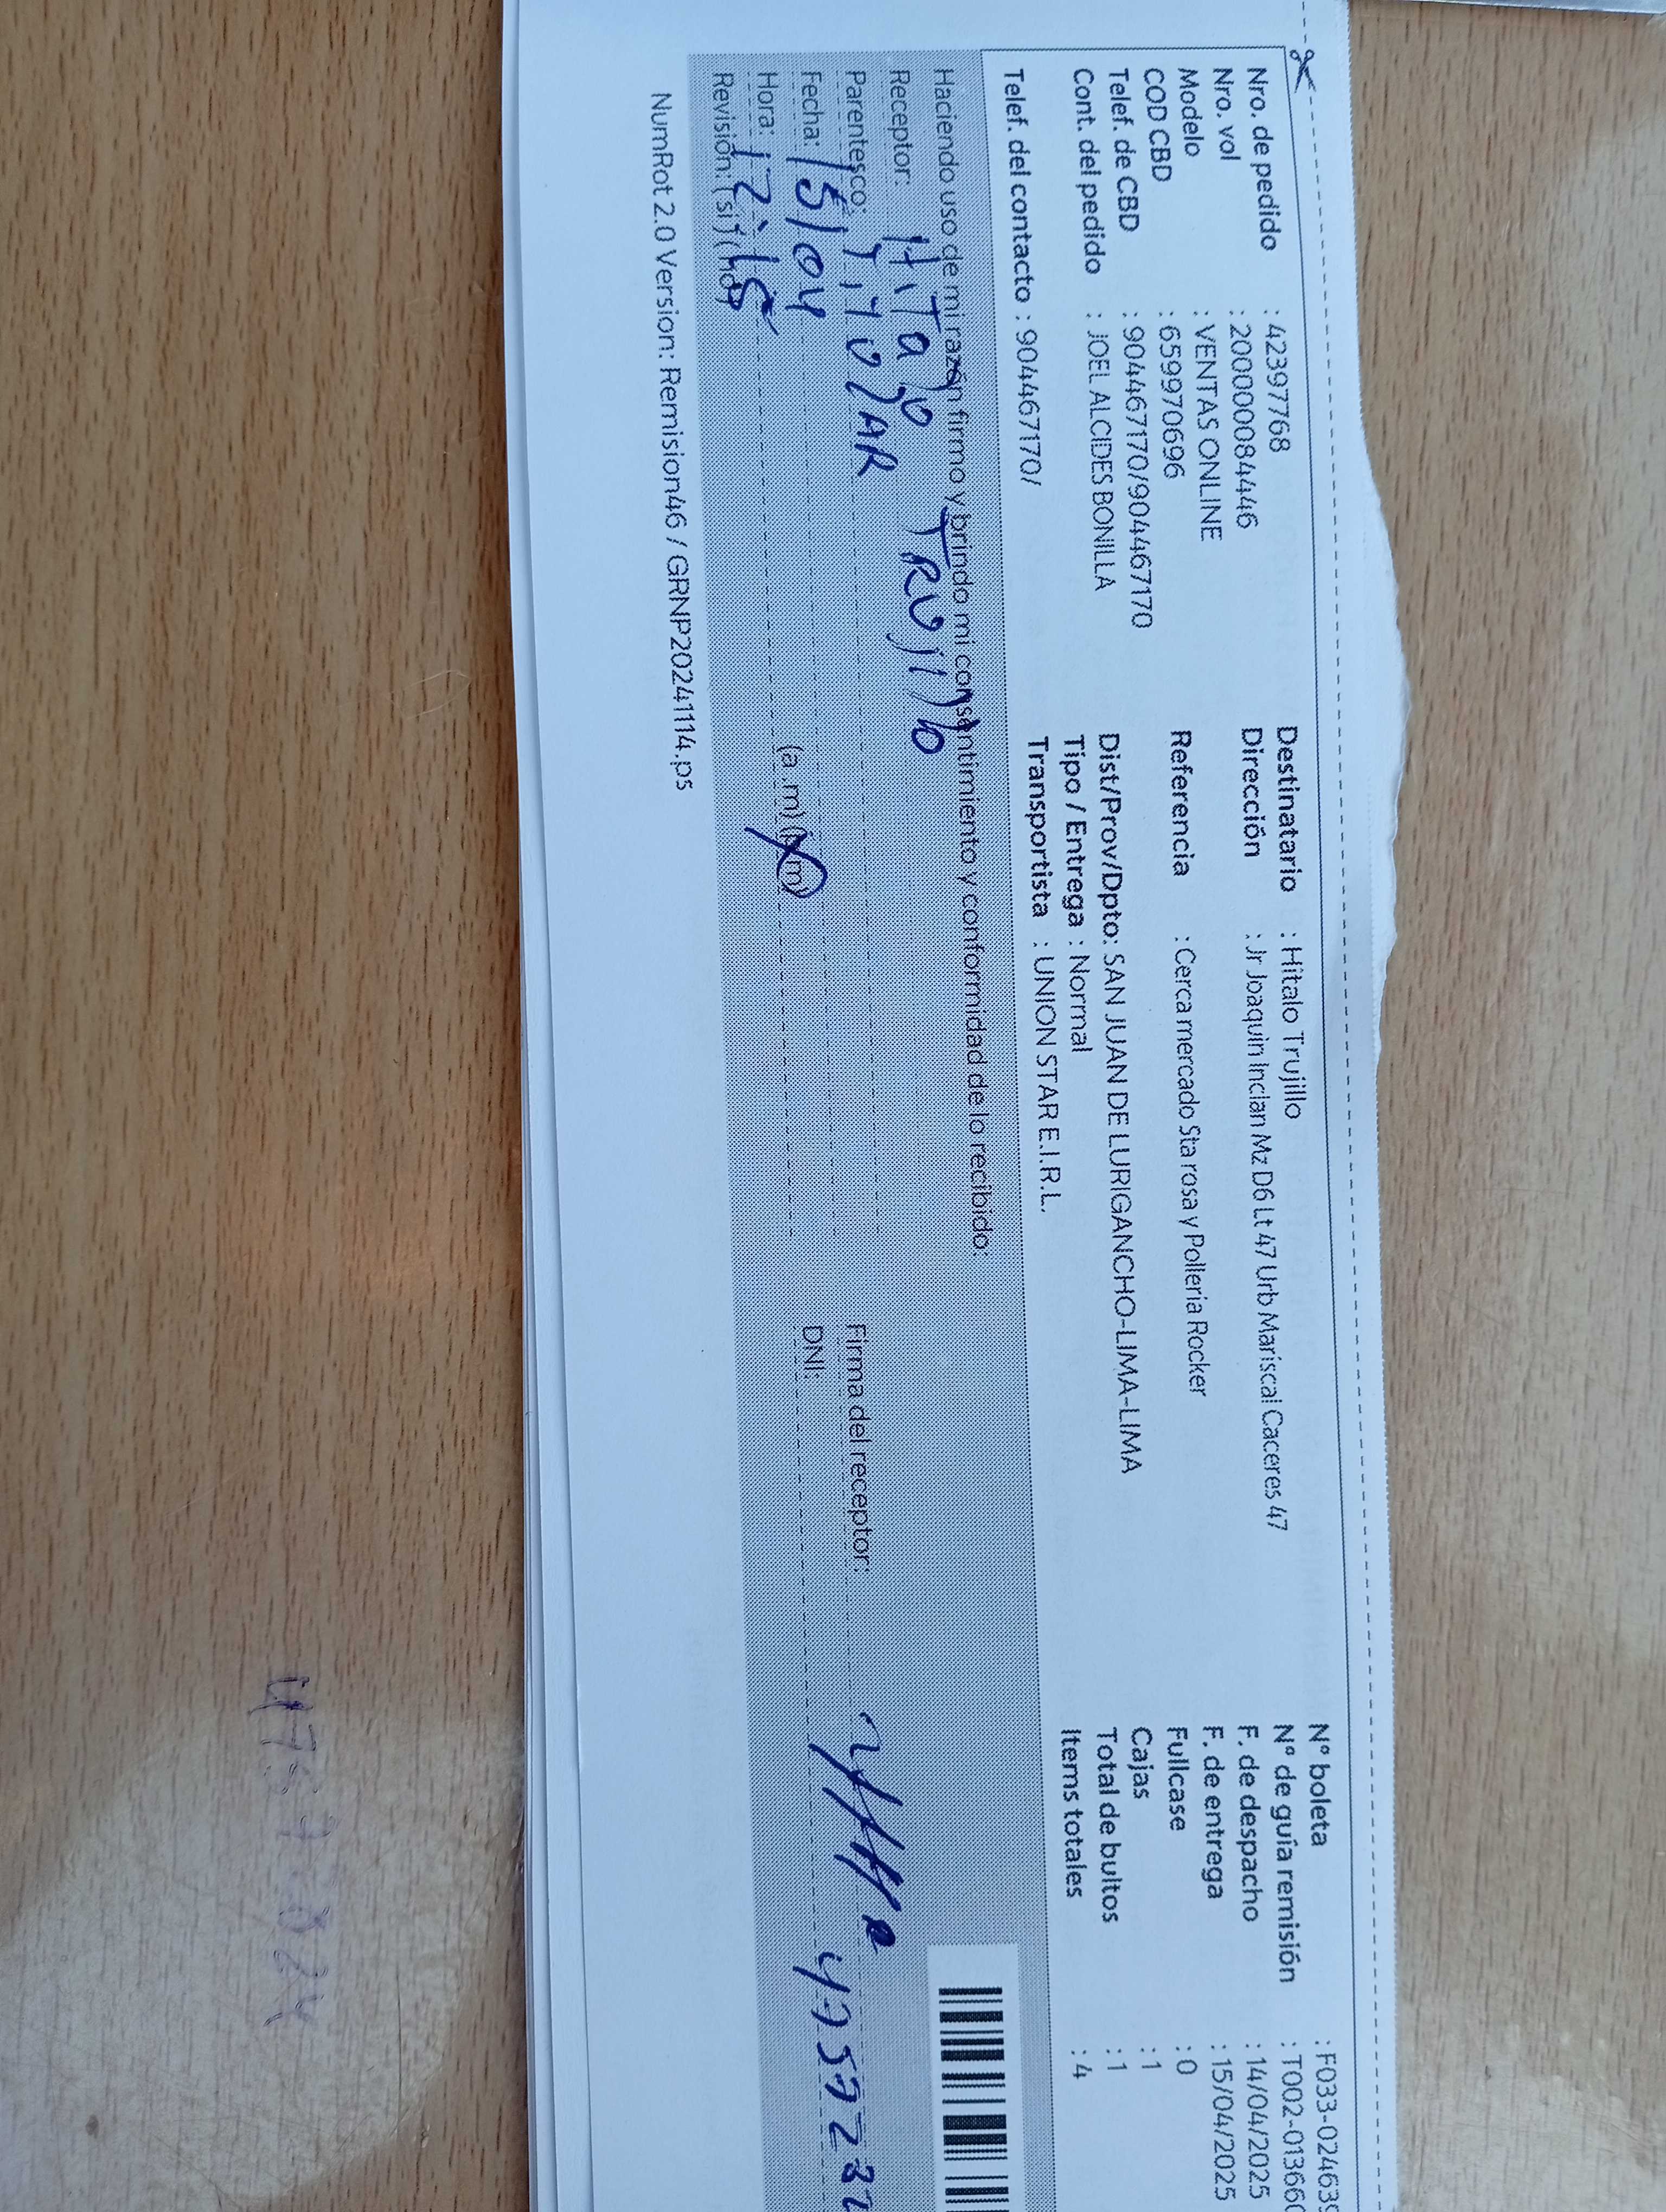 Nro. de pedido : 42397768
Nro. vol : 2000000084446
Modelo : VENTAS ONLINE
COD CBD : 659970696
Telef. de CBD : 904467170/904467170
Cont. del pedido : JOEL ALCIDES BONILLA
Telef. del contacto : 904467170/
Destinatario : Hitalo Trujillo
Dirección : Jr Joaquin Inclan Mz D6 Lt 47 Urb Mariscal Caceres 47
Referencia : Cerca mercado Sta rosa y Polleria Rocker
Dist/Prov/Dpto: SAN JUAN DE LURIGANCHO-LIMA-LIMA
Tipo / Entrega : Normal
Transportista : UNION STAR E.I.R.L.
N° boleta : F033-024639
N° de guía remisión : T002-01366
F. de despacho : 14/04/2025
F. de entrega : 15/04/2025
Fullcase : 0
Cajas : 1
Total de bultos : 1
Items totales : 4
Haciendo uso de mi razón firmo y brindo mi consentimiento y conformidad de lo recibido:
Receptor: HiTalo TRUjillo
Parentesco:
Fecha: 15/04
Hora: 12:15 (a.m) (p.m)
Revisión: ( si ) ( no )
Firma del receptor:
DNI:
NumRot 2.0 Version: Remision46 / GRNP20241114.ps